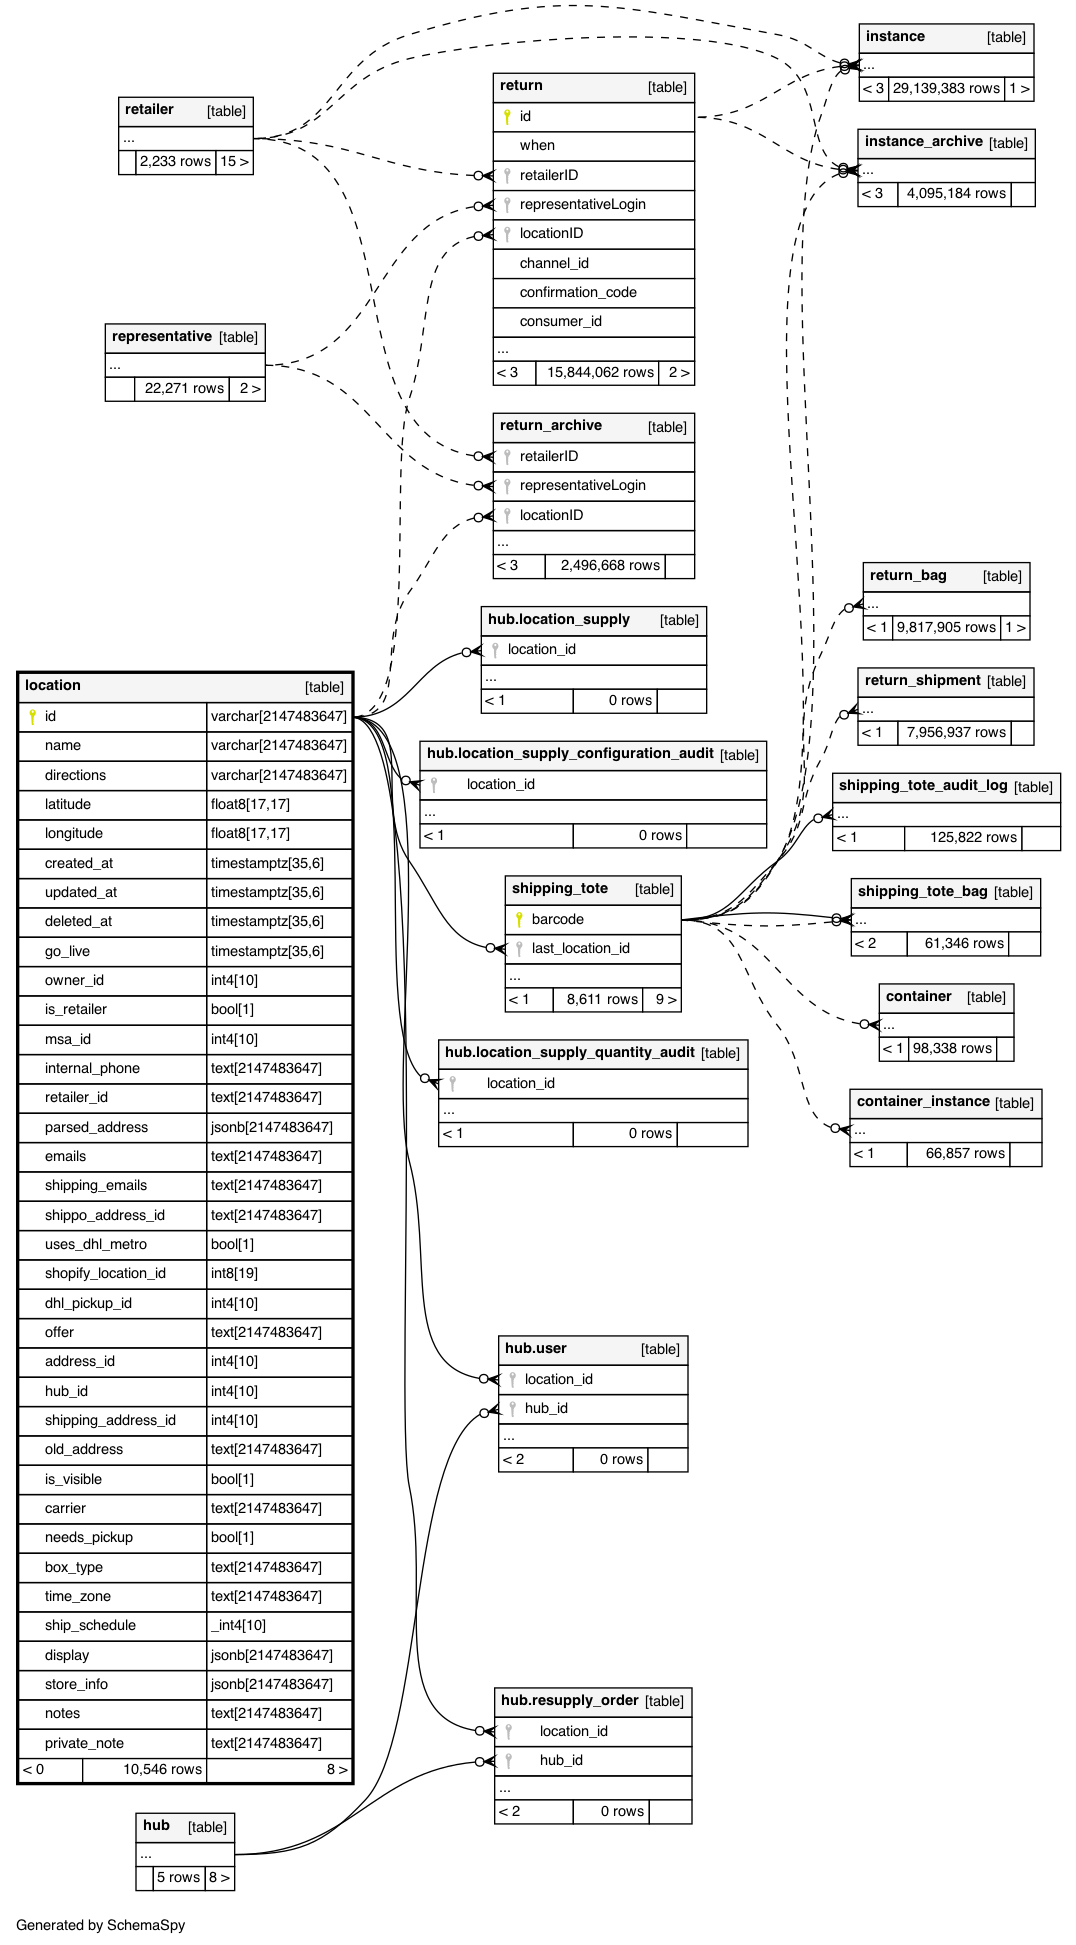 instance [table]
...
< 3 29,139,383 rows 1 >
return [table]
id
when
retailerID
representativeLogin
locationID
channel_id
confirmation_code
consumer_id
...
< 3 15,844,062 rows 2 >
retailer [table]
...
2,233 rows 15 >
instance_archive [table]
...
< 3 4,095,184 rows
representative [table]
...
22,271 rows 2 >
return_archive [table]
retailerID
representativeLogin
locationID
...
< 3 2,496,668 rows
return_bag [table]
...
< 1 9,817,905 rows 1 >
hub.location_supply [table]
location_id
...
< 1 0 rows
return_shipment [table]
...
< 1 7,956,937 rows
location [table]
id varchar[2147483647]
name varchar[2147483647]
directions varchar[2147483647]
latitude float8[17,17]
longitude float8[17,17]
created_at timestamptz[35,6]
updated_at timestamptz[35,6]
deleted_at timestamptz[35,6]
go_live timestamptz[35,6]
owner_id int4[10]
is_retailer bool[1]
msa_id int4[10]
internal_phone text[2147483647]
retailer_id text[2147483647]
parsed_address jsonb[2147483647]
emails text[2147483647]
shipping_emails text[2147483647]
shippo_address_id text[2147483647]
uses_dhl_metro bool[1]
shopify_location_id int8[19]
dhl_pickup_id int4[10]
offer text[2147483647]
address_id int4[10]
hub_id int4[10]
shipping_address_id int4[10]
old_address text[2147483647]
is_visible bool[1]
carrier text[2147483647]
needs_pickup bool[1]
box_type text[2147483647]
time_zone text[2147483647]
ship_schedule _int4[10]
display jsonb[2147483647]
store_info jsonb[2147483647]
notes text[2147483647]
private_note text[2147483647]
< 0 10,546 rows 8 >
hub.location_supply_configuration_audit [table]
location_id
...
< 1 0 rows
shipping_tote_audit_log [table]
...
< 1 125,822 rows
shipping_tote [table]
barcode
last_location_id
...
< 1 8,611 rows 9 >
shipping_tote_bag [table]
...
< 2 61,346 rows
container [table]
...
< 1 98,338 rows
hub.location_supply_quantity_audit [table]
location_id
...
< 1 0 rows
container_instance [table]
...
< 1 66,857 rows
hub.user [table]
location_id
hub_id
...
< 2 0 rows
hub.resupply_order [table]
location_id
hub_id
...
< 2 0 rows
hub [table]
...
5 rows 8 >
Generated by SchemaSpy